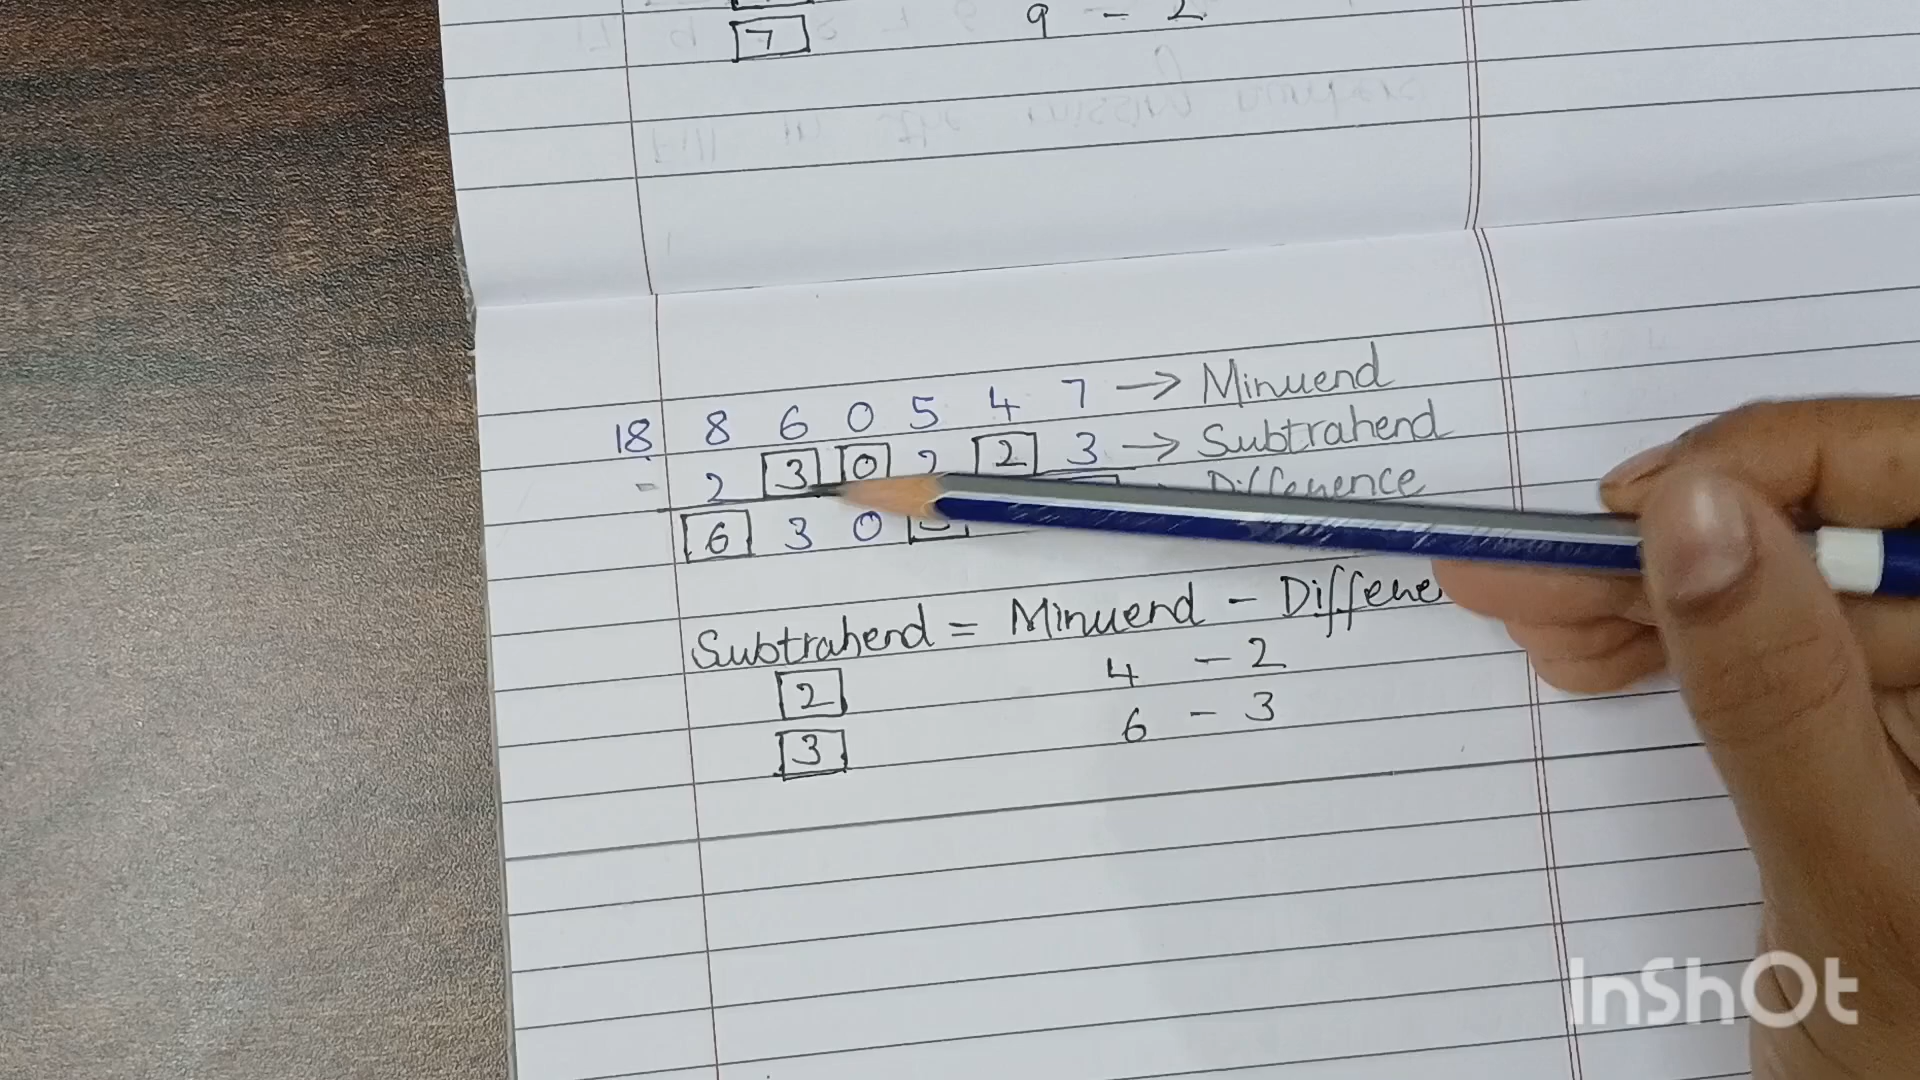 7 9 - 2
18 8 6 0 5 4 7 → Minuend
- 2 3 0 2 2 3 → Subtrahend
Difference
6 3 0
Subtrahend = Minuend - Differe
2 4 - 2
3 6 - 3
InShOt